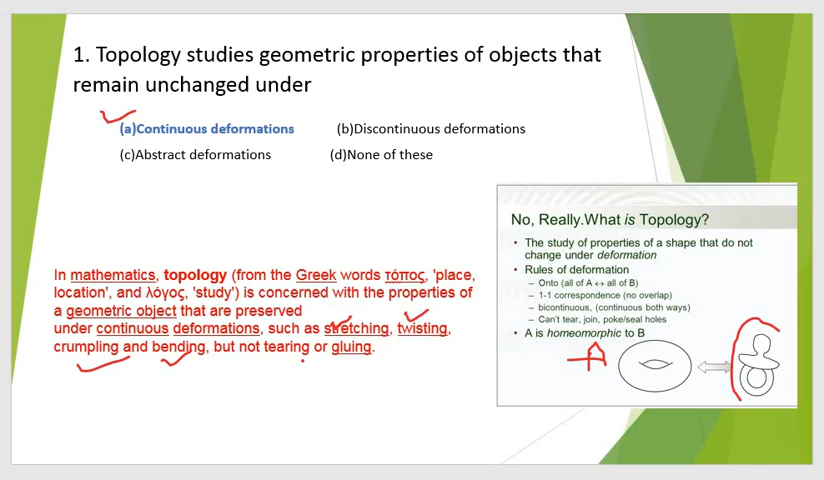 1. Topology studies geometric properties of objects that
remain unchanged under
(a)Continuous deformations (b)Discontinuous deformations
(c)Abstract deformations (d)None of these
In mathematics, topology (from the Greek words τόπος, 'place,
location', and λόγος, 'study') is concerned with the properties of
a geometric object that are preserved
under continuous deformations, such as stretching, twisting,
crumpling and bending, but not tearing or gluing.
No, Really.What is Topology?
• The study of properties of a shape that do not
change under deformation
• Rules of deformation
– Onto (all of A ↔ all of B)
– 1-1 correspondence (no overlap)
– bicontinuous, (continuous both ways)
– Can't tear, join, poke/seal holes
• A is homeomorphic to B